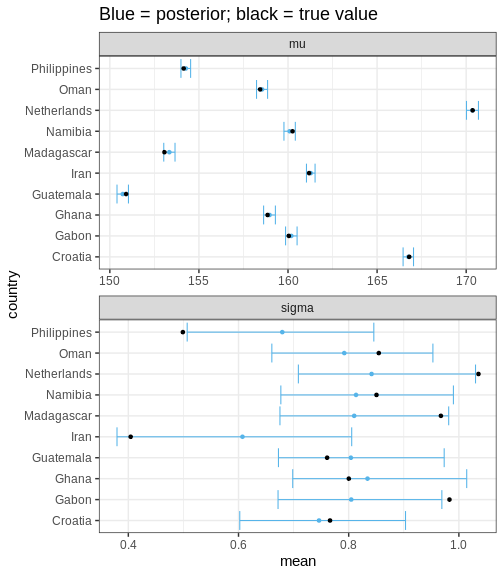 Blue = posterior; black = true value
mu
Philippines
Oman
Netherlands
Namibia
Madagascar
Iran
Guatemala
Ghana
Gabon
Croatia
150 155 160 165 170
country
sigma
Philippines
Oman
Netherlands
Namibia
Madagascar
Iran
Guatemala
Ghana
Gabon
Croatia
0.4 0.6 0.8 1.0
mean